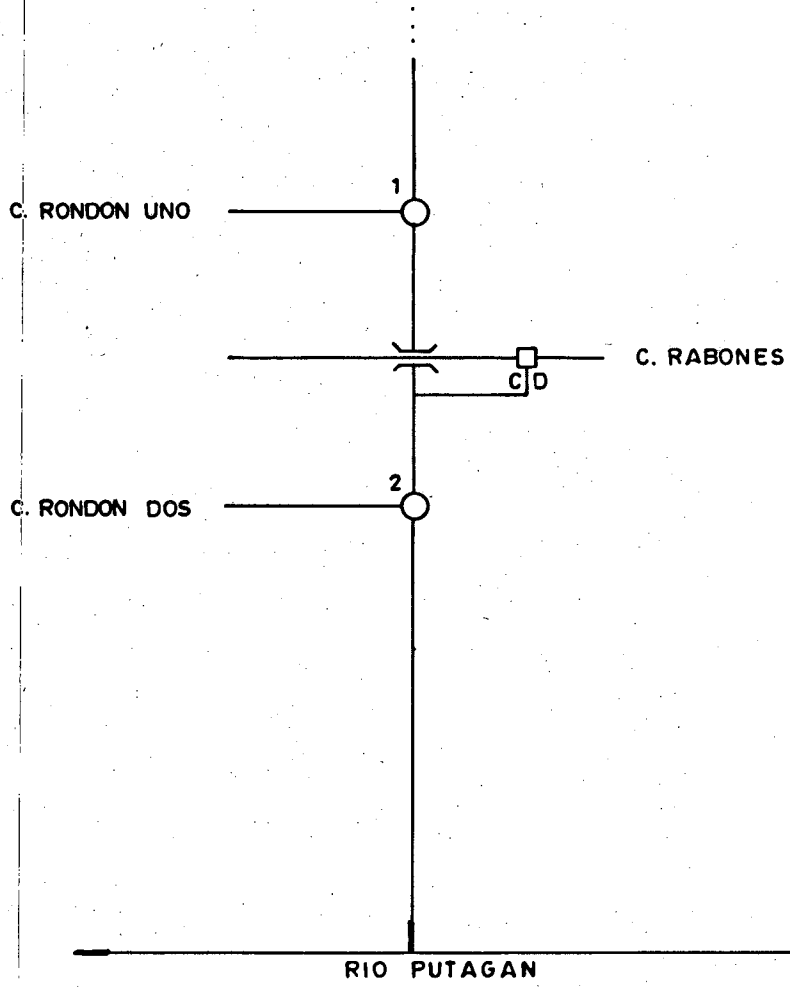 1
C. RONDON UNO
C. RABONES
C D
2
C. RONDON DOS
RIO PUTAGAN